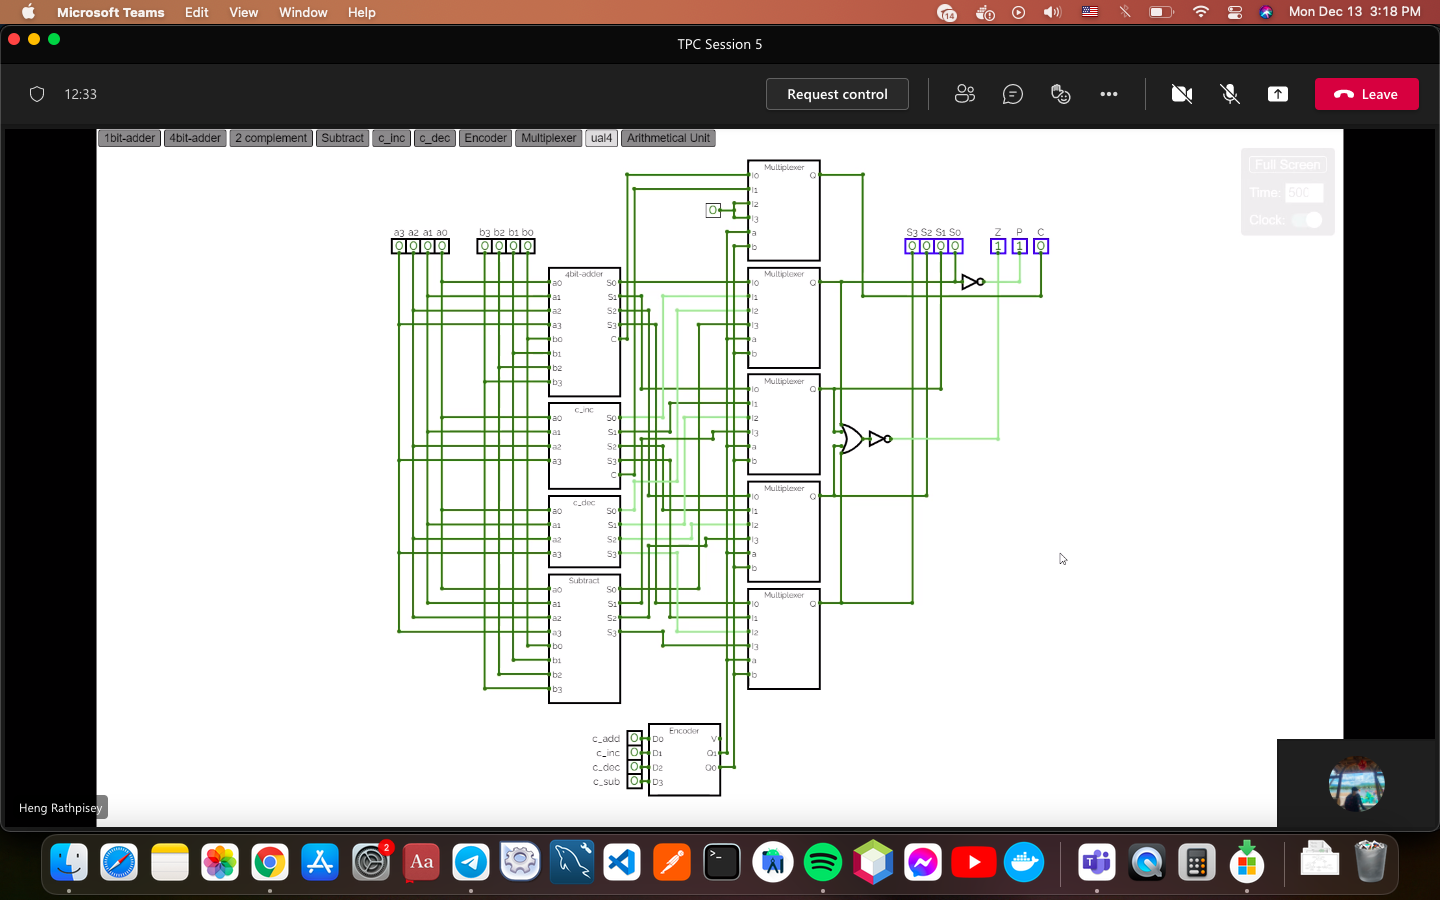 Microsoft Teams Edit View Window Help
14
Mon Dec 13 3:18 PM
TPC Session 5
12:33
Request control
Leave
1bit-adder 4bit-adder 2 complement Subtract c_inc c_dec Encoder Multiplexer ual4 Arithmetical Unit
Full Screen
Time: 500
Clock:
a3 a2 a1 a0
0 0 0 0
b3 b2 b1 b0
0 0 0 0
4bit-adder
a0 S0
a1 S1
a2 S2
a3 S3
b0 C
b1
b2
b3
c_inc
a0 S0
a1 S1
a2 S2
a3 S3
C
c_dec
a0 S0
a1 S1
a2 S2
a3 S3
Subtract
a0 S0
a1 S1
a2 S2
a3 S3
b0
b1
b2
b3
0
Multiplexer
I0 Q
I1
I2
I3
a
b
Multiplexer
I0 Q
I1
I2
I3
a
b
Multiplexer
I0 Q
I1
I2
I3
a
b
Multiplexer
I0 Q
I1
I2
I3
a
b
Multiplexer
I0 Q
I1
I2
I3
a
b
S3 S2 S1 S0 Z P C
0 0 0 0 1 1 0
Encoder
c_add 0 D0 V
c_inc 0 D1 Q1
c_dec 0 D2 Q0
c_sub 0 D3
Heng Rathpisey
2
Aa